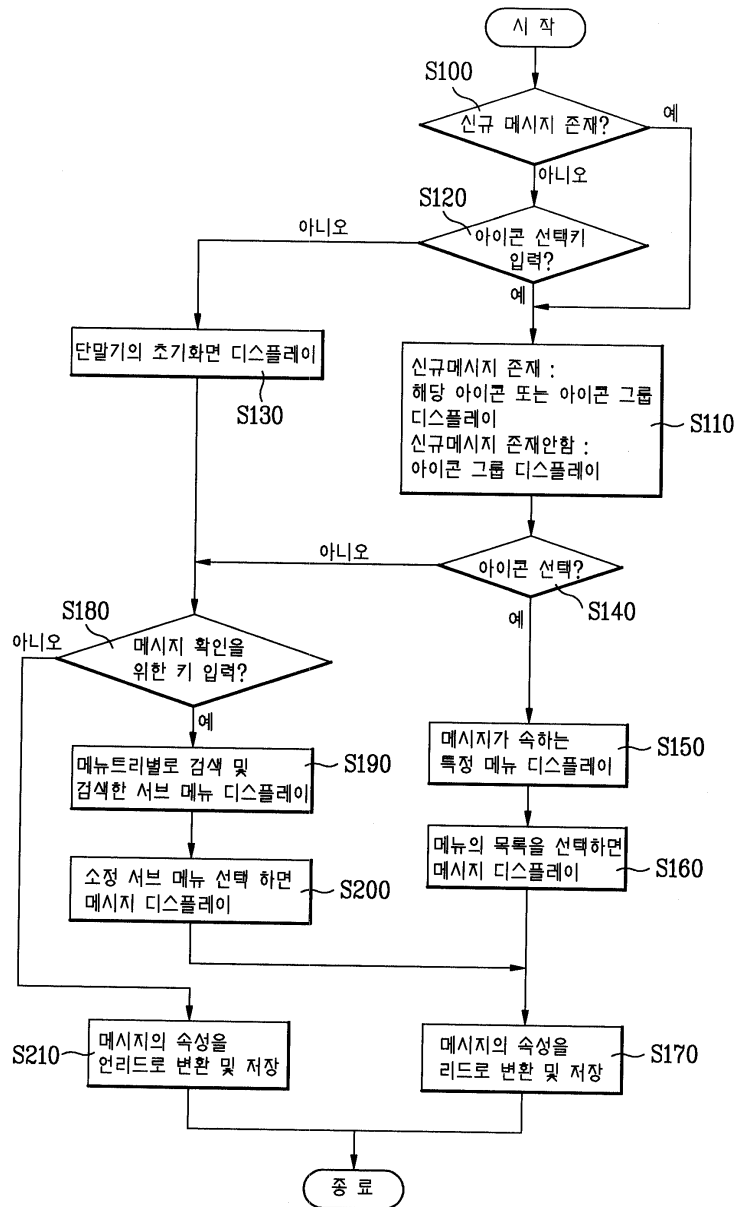 시 작
S100
신규 메시지 존재?
예
아니오
S120
아이콘 선택키
입력?
아니오
예
단말기의 초기화면 디스플레이
S130
신규메시지 존재 :
해당 아이콘 또는 아이콘 그룹
디스플레이
신규메시지 존재안함 :
아이콘 그룹 디스플레이
S110
아이콘 선택?
아니오
S140
예
S180
메시지 확인을
위한 키 입력?
아니오
예
메시지가 속하는
특정 메뉴 디스플레이
S150
메뉴트리별로 검색 및
검색한 서브 메뉴 디스플레이
S190
메뉴의 목록을 선택하면
메시지 디스플레이
S160
소정 서브 메뉴 선택 하면
메시지 디스플레이
S200
메시지의 속성을
언리드로 변환 및 저장
S210
메시지의 속성을
리드로 변환 및 저장
S170
종 료